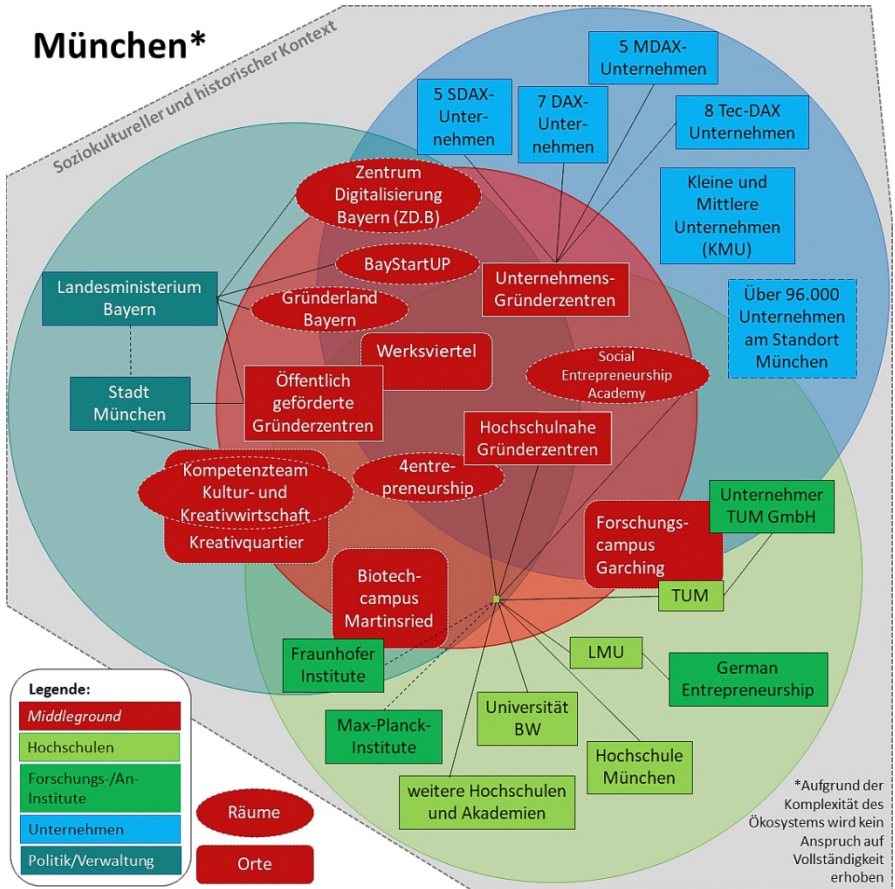 München*
Soziokultureller und historischer Kontext
5 MDAX-
Unternehmen
5 SDAX-
Unter-
nehmen
7 DAX-
Unter-
nehmen
8 Tec-DAX
Unternehmen
Zentrum
Digitalisierung
Bayern (ZD.B)
Kleine und
Mittlere
Unternehmen
(KMU)
BayStartUP
Unternehmens-
Gründerzentren
Landesministerium
Bayern
Gründerland
Bayern
Über 96.000
Unternehmen
am Standort
München
Werksviertel
Social
Entrepreneurship
Academy
Stadt
München
Öffentlich
geförderte
Gründerzentren
Hochschulnahe
Gründerzentren
Kompetenzteam
Kultur- und
Kreativwirtschaft
Kreativquartier
4entre-
preneurship
Unternehmer
TUM GmbH
Forschungs-
campus
Garching
Biotech-
campus
Martinsried
TUM
Fraunhofer
Institute
LMU
German
Entrepreneurship
Max-Planck-
Institute
Universität
BW
Hochschule
München
weitere Hochschulen
und Akademien
Legende:
Middleground
Hochschulen
Forschungs-/An-
Institute
Unternehmen
Politik/Verwaltung
Räume
Orte
*Aufgrund der
Komplexität des
Ökosystems wird kein
Anspruch auf
Vollständigkeit
erhoben